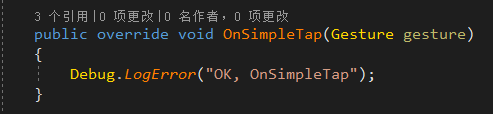 3 个引用|0 项更改|0 名作者, 0 项更改
public override void OnSimpleTap(Gesture gesture)
{
Debug.LogError("OK, OnSimpleTap");
}